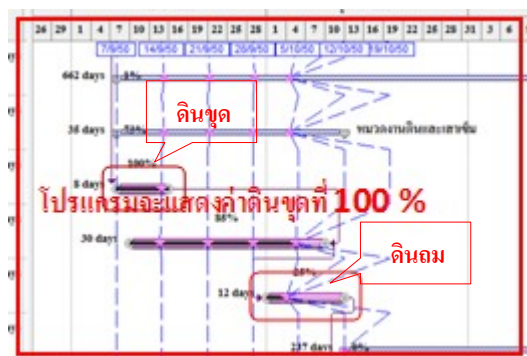 26 29 1 4 7 10 13 16 19 22 25 28 1 4 7 10 13 16 19 22 25 28 31 3 6
7/9/50 14/9/50 21/9/50 28/9/50 5/10/50 12/10/50 19/10/50
662 days 0%
ดินขุด
35 days 50% หมวดงานดินและเสาเข็ม
100%
8 days
โปรแกรมจะแสดงค่าดินขุดที่ 100 %
86%
30 days
ดินถม
25%
12 days
237 days 0%